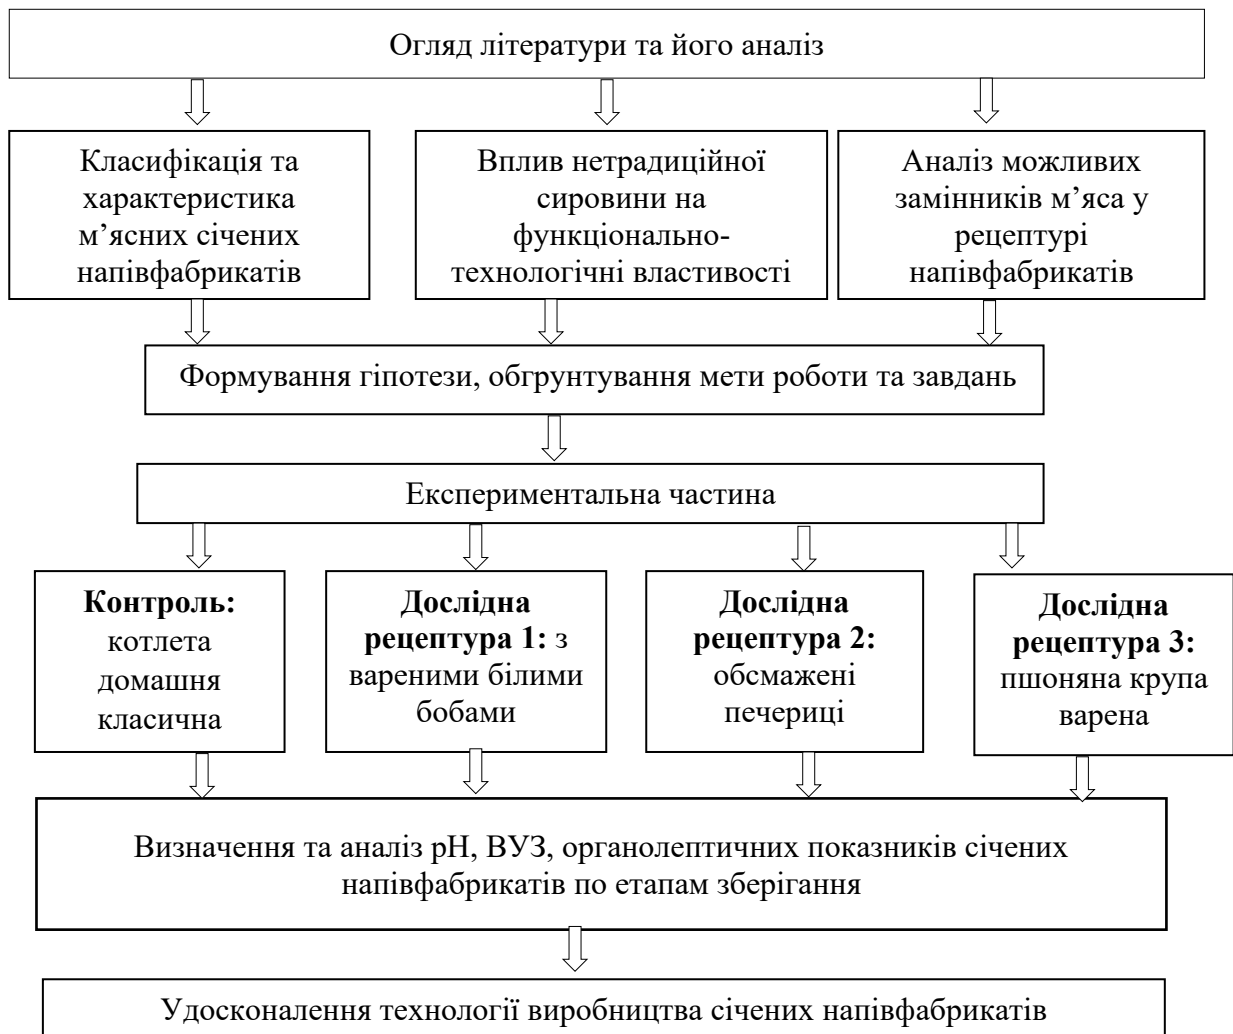 Огляд літератури та його аналіз
Класифікація та
характеристика
м’ясних січених
напівфабрикатів
Вплив нетрадиційної
сировини на
функціонально-
технологічні властивості
Аналіз можливих
замінників м’яса у
рецептурі
напівфабрикатів
Формування гіпотези, обгрунтування мети роботи та завдань
Експериментальна частина
Контроль:
котлета
домашня
класична
Дослідна
рецептура 1: з
вареними білими
бобами
Дослідна
рецептура 2:
обсмажені
печериці
Дослідна
рецептура 3:
пшоняна крупа
варена
Визначення та аналіз рН, ВУЗ, органолептичних показників січених
напівфабрикатів по етапам зберігання
Удосконалення технології виробництва січених напівфабрикатів